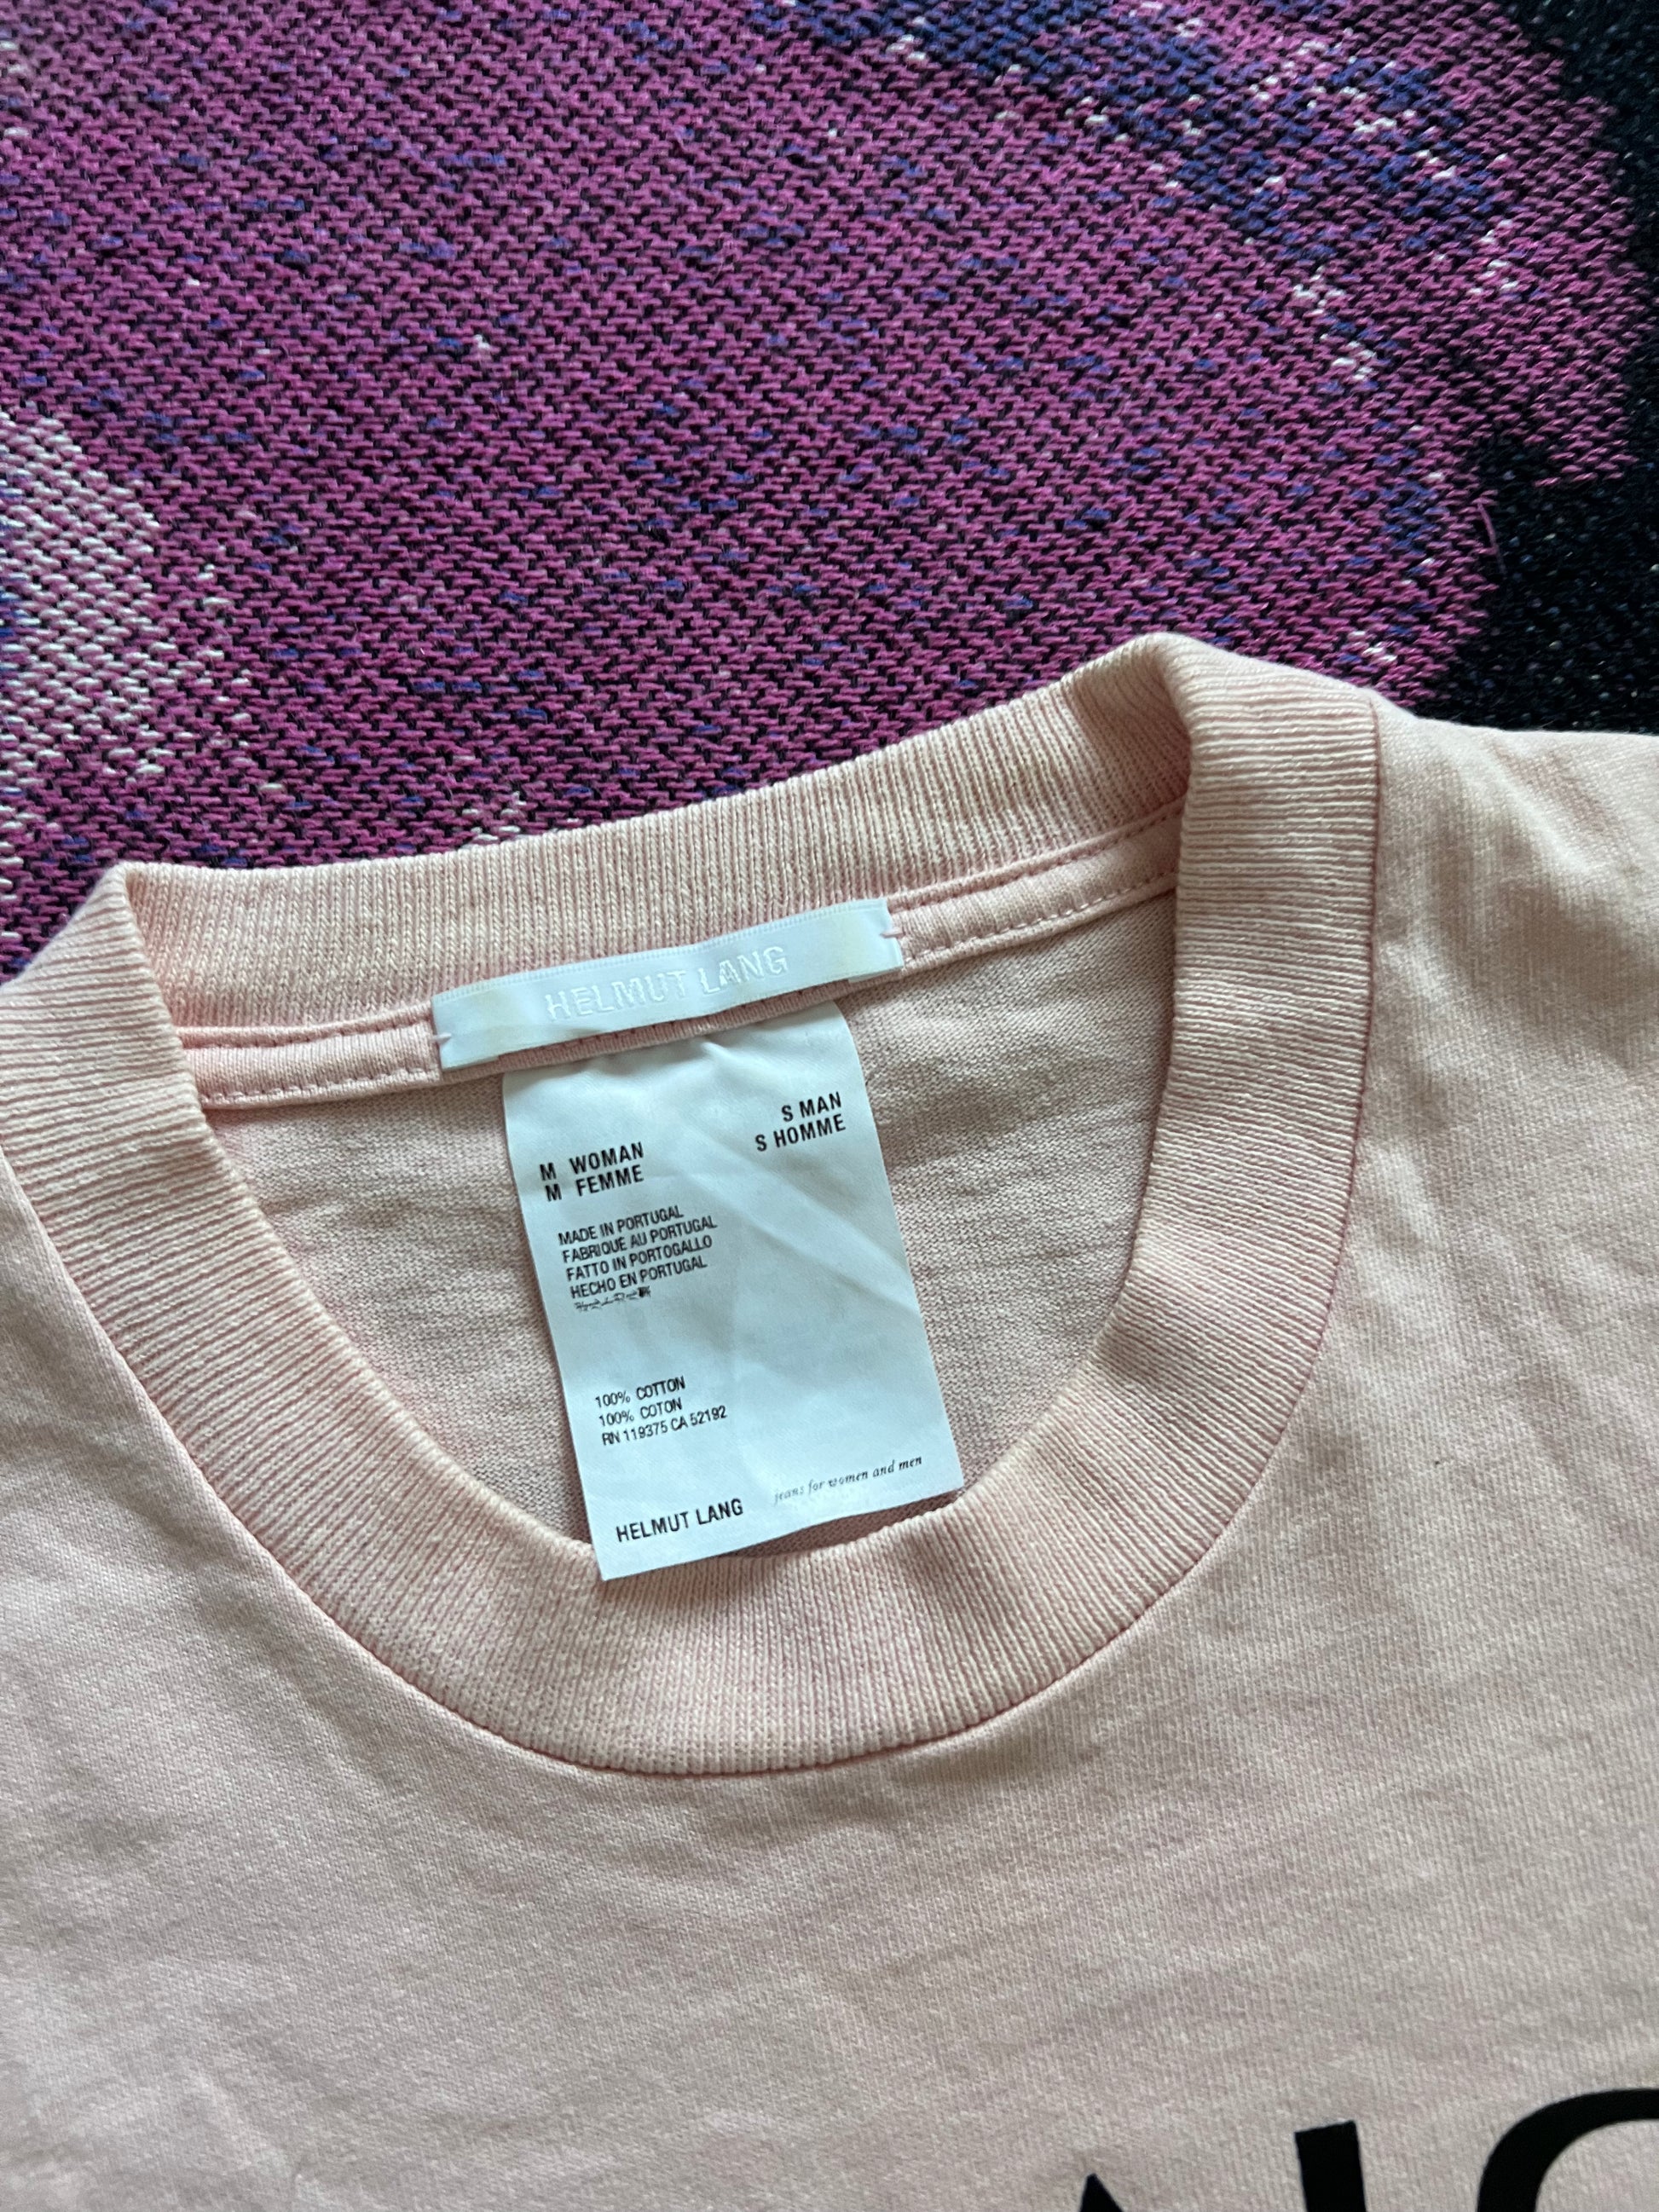 HELMUT LANG
S MAN
S HOMME
M WOMAN
M FEMME
MADE IN PORTUGAL
FABRIQUE AU PORTUGAL
FATTO IN PORTOGALLO
HECHO EN PORTUGAL
100% COTTON
100% COTON
RN 119375 CA 52192
HELMUT LANG
jeans for women and men